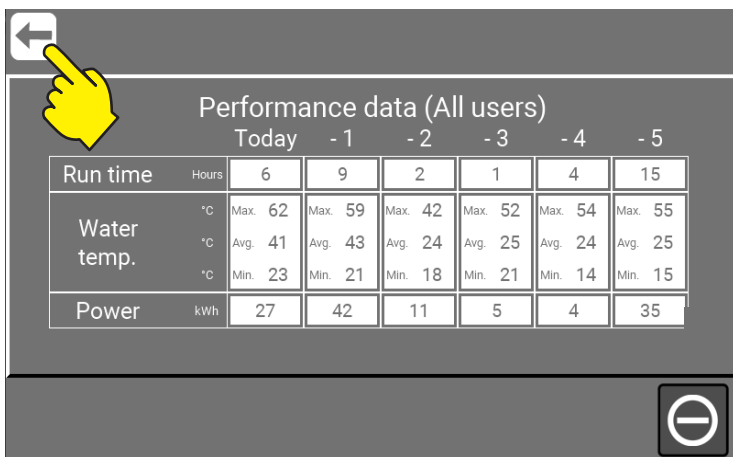 Performance data (All users)
Today - 1 - 2 - 3 - 4 - 5
Run time Hours 6 9 2 1 4 15
Water temp.
°C Max. 62 Max. 59 Max. 42 Max. 52 Max. 54 Max. 55
°C Avg. 41 Avg. 43 Avg. 24 Avg. 25 Avg. 24 Avg. 25
°C Min. 23 Min. 21 Min. 18 Min. 21 Min. 14 Min. 15
Power kWh 27 42 11 5 4 35